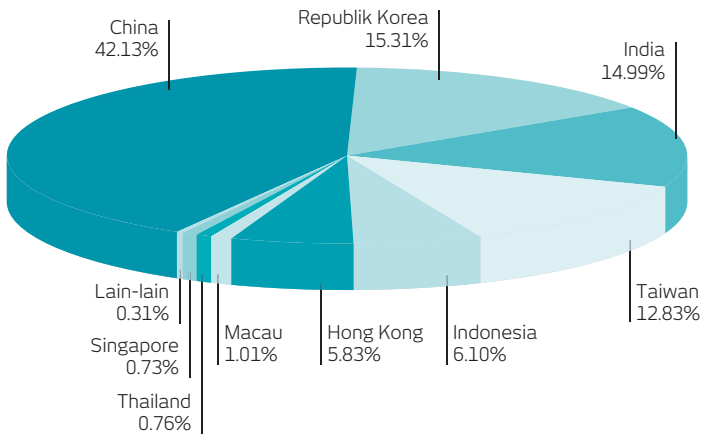 China
42.13%
Republik Korea
15.31%
India
14.99%
Taiwan
12.83%
Indonesia
6.10%
Hong Kong
5.83%
Macau
1.01%
Thailand
0.76%
Singapore
0.73%
Lain-lain
0.31%